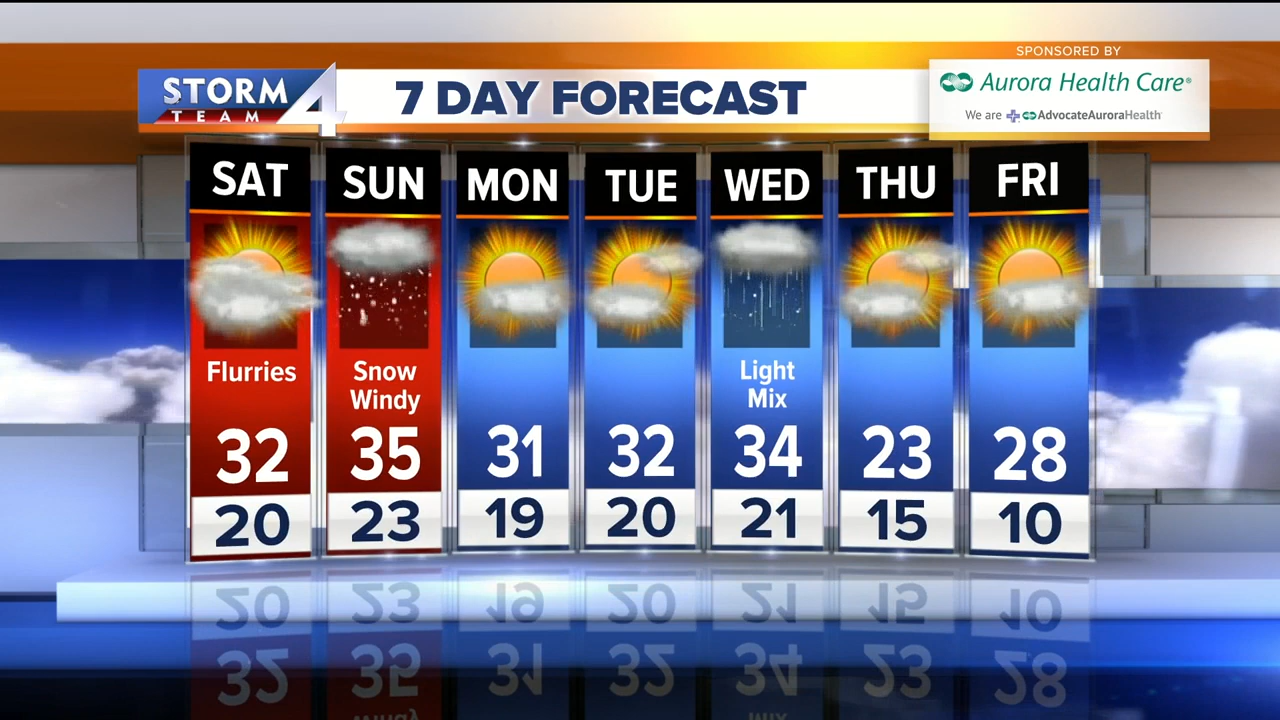 SPONSORED BY
STORM
TEAM 4
7 DAY FORECAST
Aurora Health Care®
We are AdvocateAuroraHealth
SAT SUN MON TUE WED THU FRI
Flurries
Snow
Windy
Light
Mix
32 35 31 32 34 23 28
20 23 19 20 21 15 10